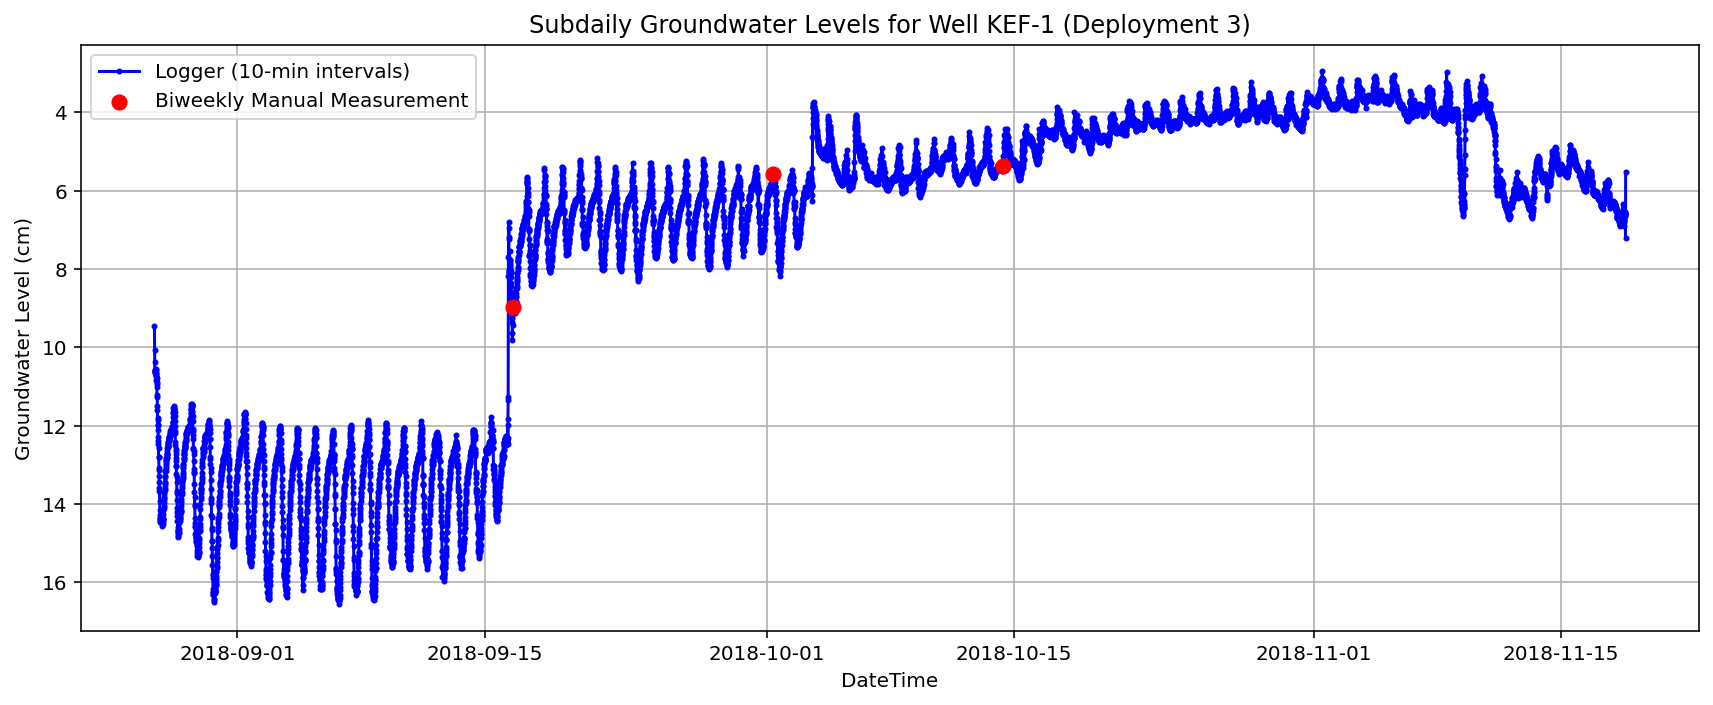 Subdaily Groundwater Levels for Well KEF-1 (Deployment 3)
Logger (10-min intervals)
Biweekly Manual Measurement
4
6
8
10
12
14
16
Groundwater Level (cm)
2018-09-01
2018-09-15
2018-10-01
2018-10-15
2018-11-01
2018-11-15
DateTime